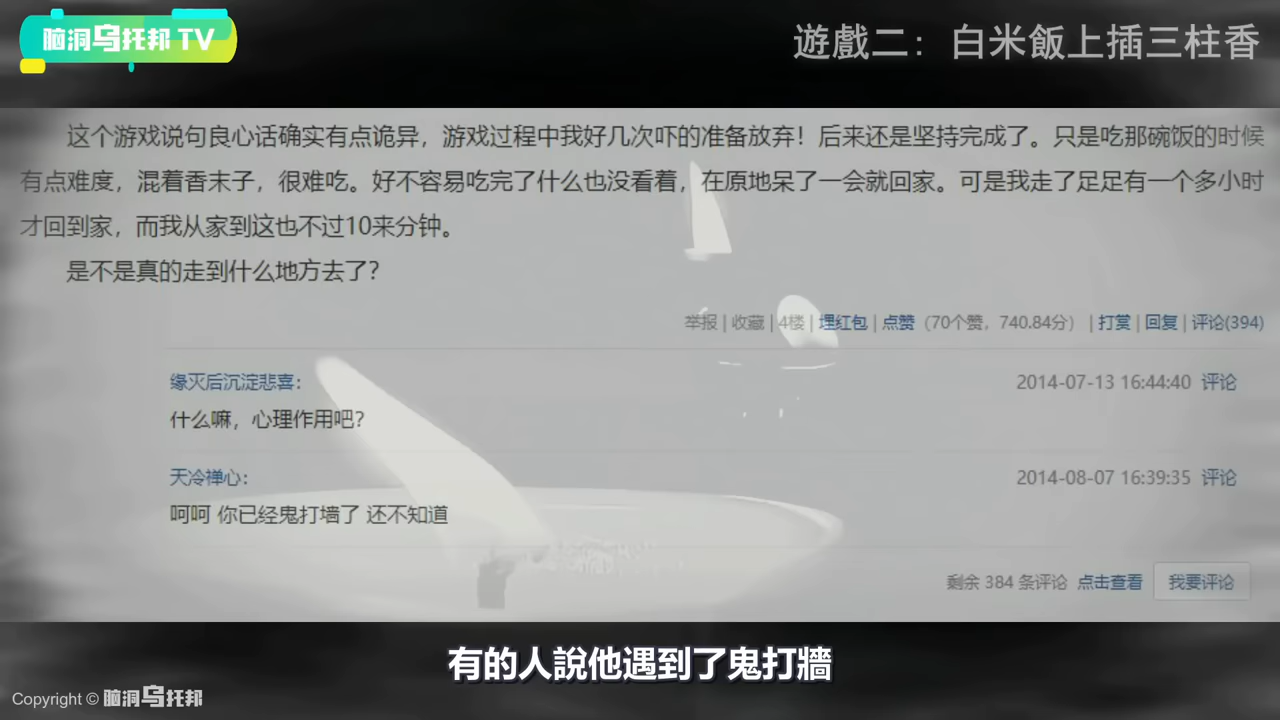 脑洞乌托邦 TV
遊戲二：白米飯上插三柱香
这个游戏说句良心话确实有点诡异，游戏过程中我好几次吓的准备放弃！后来还是坚持完成了。只是吃那碗饭的时候
有点难度，混着香末子，很难吃。好不容易吃完了什么也没看着，在原地呆了一会就回家。可是我走了足足有一个多小时
才回到家，而我从家到这也不过10来分钟。
是不是真的走到什么地方去了？
举报 | 收藏 | 4楼 | 埋红包 | 点赞（70个赞，740.84分） | 打赏 | 回复 | 评论(394)
缘灭后沉淀悲喜： 2014-07-13 16:44:40 评论
什么嘛，心理作用吧？
天冷禅心： 2014-08-07 16:39:35 评论
呵呵 你已经鬼打墙了 还不知道
剩余 384 条评论 点击查看 我要评论
有的人說他遇到了鬼打牆
Copyright © 脑洞乌托邦